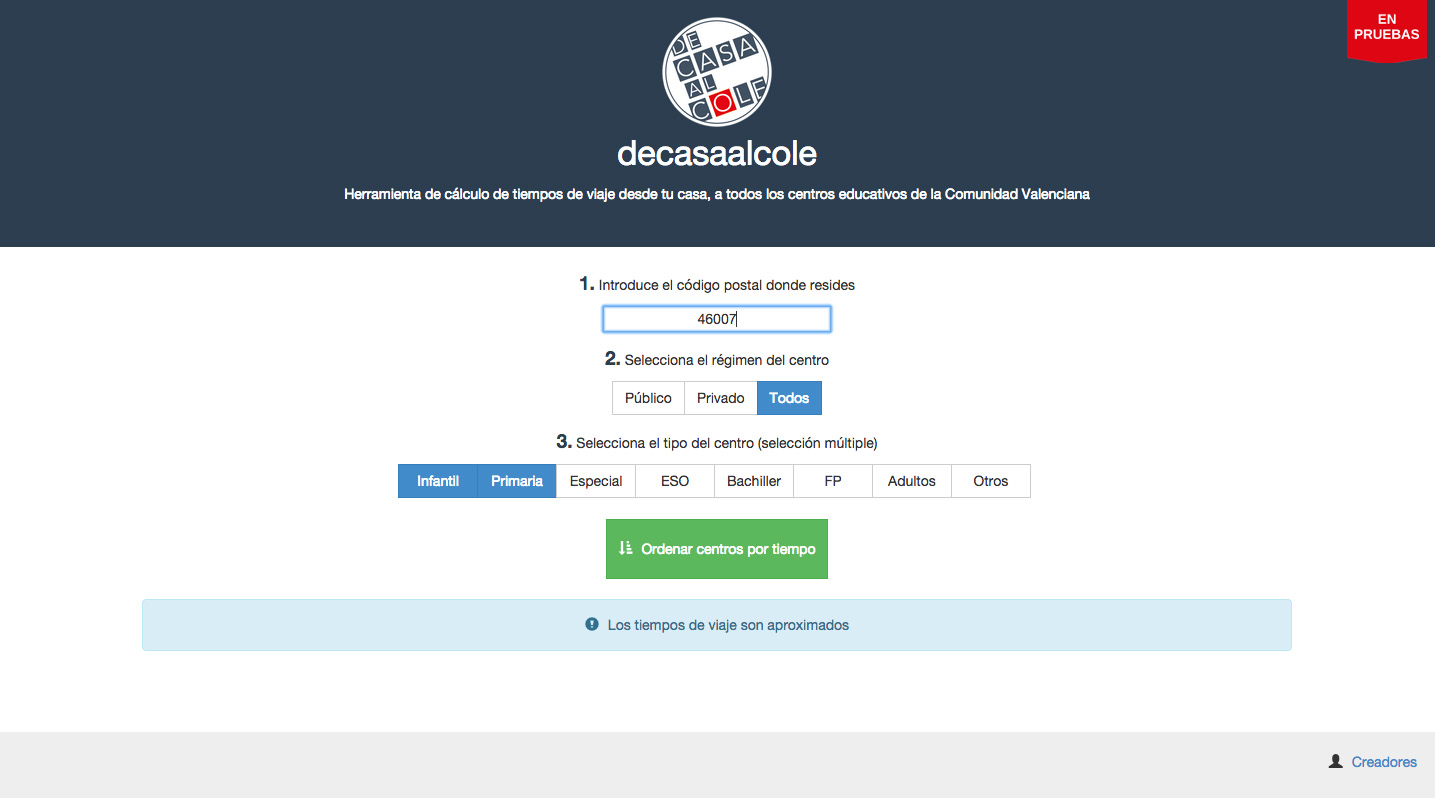 EN
PRUEBAS
DE
CASA
AL
COLE
decasaalcole
Herramienta de cálculo de tiempos de viaje desde tu casa, a todos los centros educativos de la Comunidad Valenciana
1. Introduce el código postal donde resides
46007
2. Selecciona el régimen del centro
Público Privado Todos
3. Selecciona el tipo del centro (selección múltiple)
Infantil Primaria Especial ESO Bachiller FP Adultos Otros
Ordenar centros por tiempo
Los tiempos de viaje son aproximados
Creadores